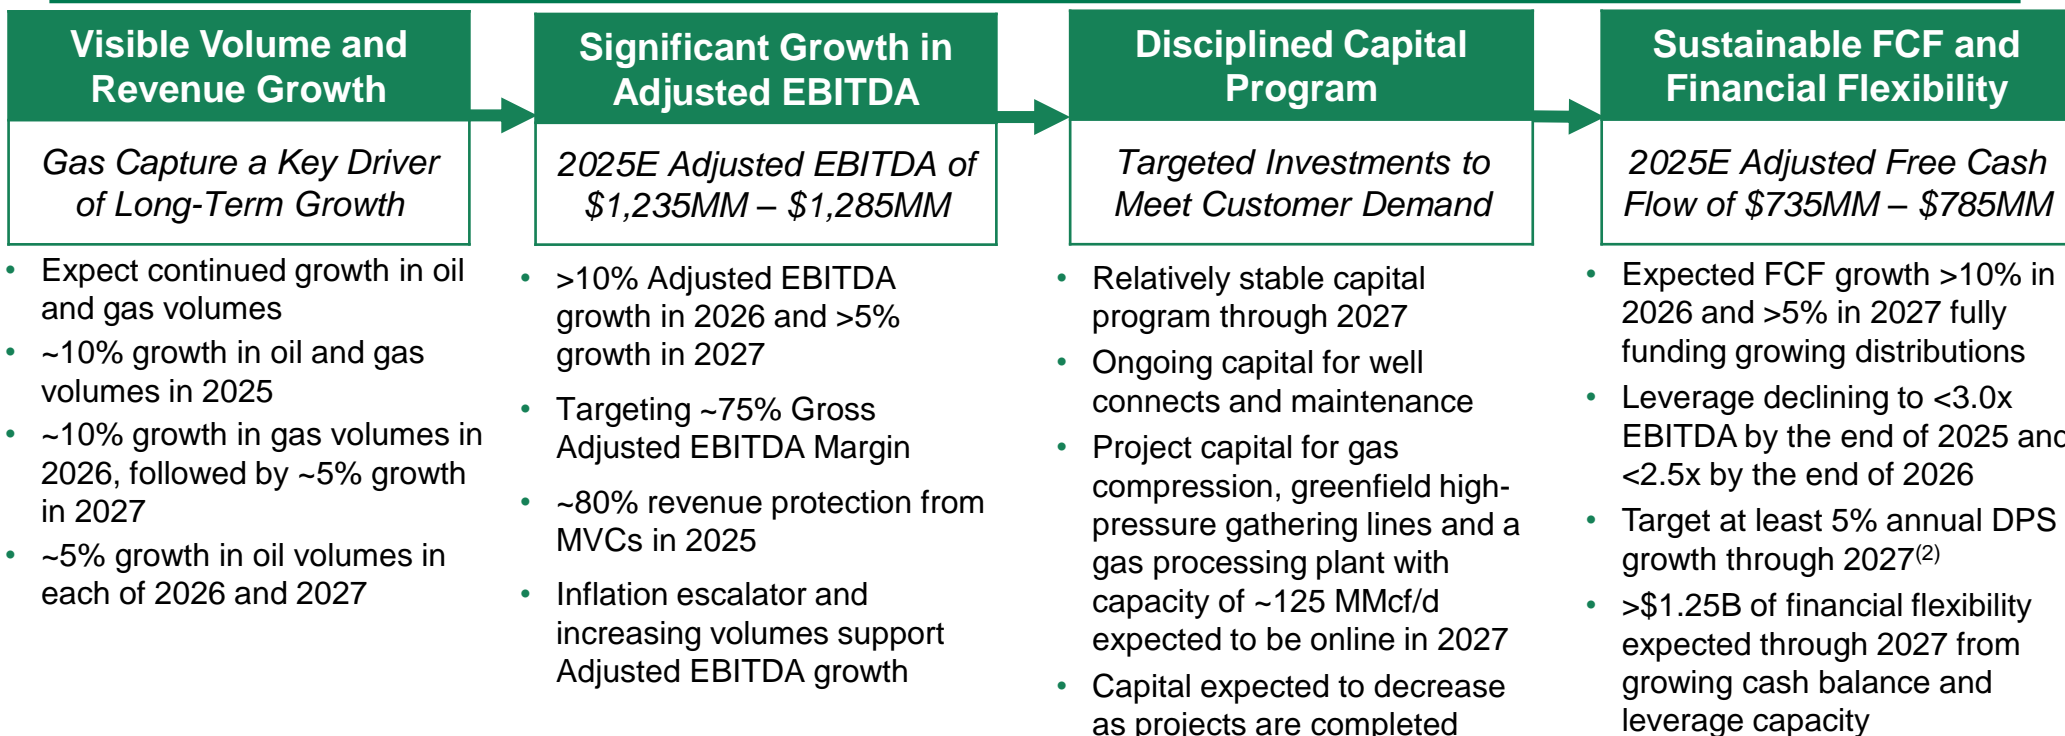 Visible Volume and
Revenue Growth
Gas Capture a Key Driver
of Long-Term Growth
• Expect continued growth in oil
and gas volumes
• ~10% growth in oil and gas
volumes in 2025
• ~10% growth in gas volumes in
2026, followed by ~5% growth
in 2027
• ~5% growth in oil volumes in
each of 2026 and 2027
Significant Growth in
Adjusted EBITDA
2025E Adjusted EBITDA of
$1,235MM – $1,285MM
• >10% Adjusted EBITDA
growth in 2026 and >5%
growth in 2027
• Targeting ~75% Gross
Adjusted EBITDA Margin
• ~80% revenue protection from
MVCs in 2025
• Inflation escalator and
increasing volumes support
Adjusted EBITDA growth
Disciplined Capital
Program
Targeted Investments to
Meet Customer Demand
• Relatively stable capital
program through 2027
• Ongoing capital for well
connects and maintenance
• Project capital for gas
compression, greenfield high-
pressure gathering lines and a
gas processing plant with
capacity of ~125 MMcf/d
expected to be online in 2027
• Capital expected to decrease
as projects are completed
Sustainable FCF and
Financial Flexibility
2025E Adjusted Free Cash
Flow of $735MM – $785MM
• Expected FCF growth >10% in
2026 and >5% in 2027 fully
funding growing distributions
• Leverage declining to <3.0x
EBITDA by the end of 2025 and
<2.5x by the end of 2026
• Target at least 5% annual DPS
growth through 2027(2)
• >$1.25B of financial flexibility
expected through 2027 from
growing cash balance and
leverage capacity